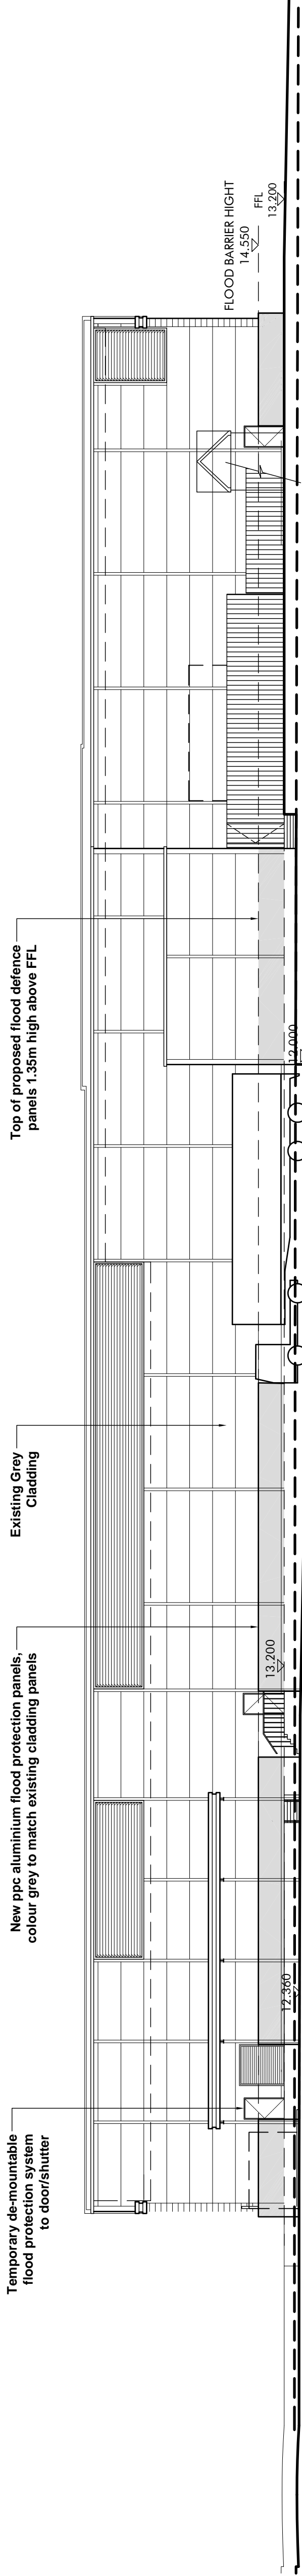 Temporary de-mountable
flood protection system
to door/shutter
New ppc aluminium flood protection panels,
colour grey to match existing cladding panels
Existing Grey
Cladding
Top of proposed flood defence
panels 1.35m high above FFL
FLOOD BARRIER HIGHT
14.550
FFL
13.200
12.360
13.200
12.000